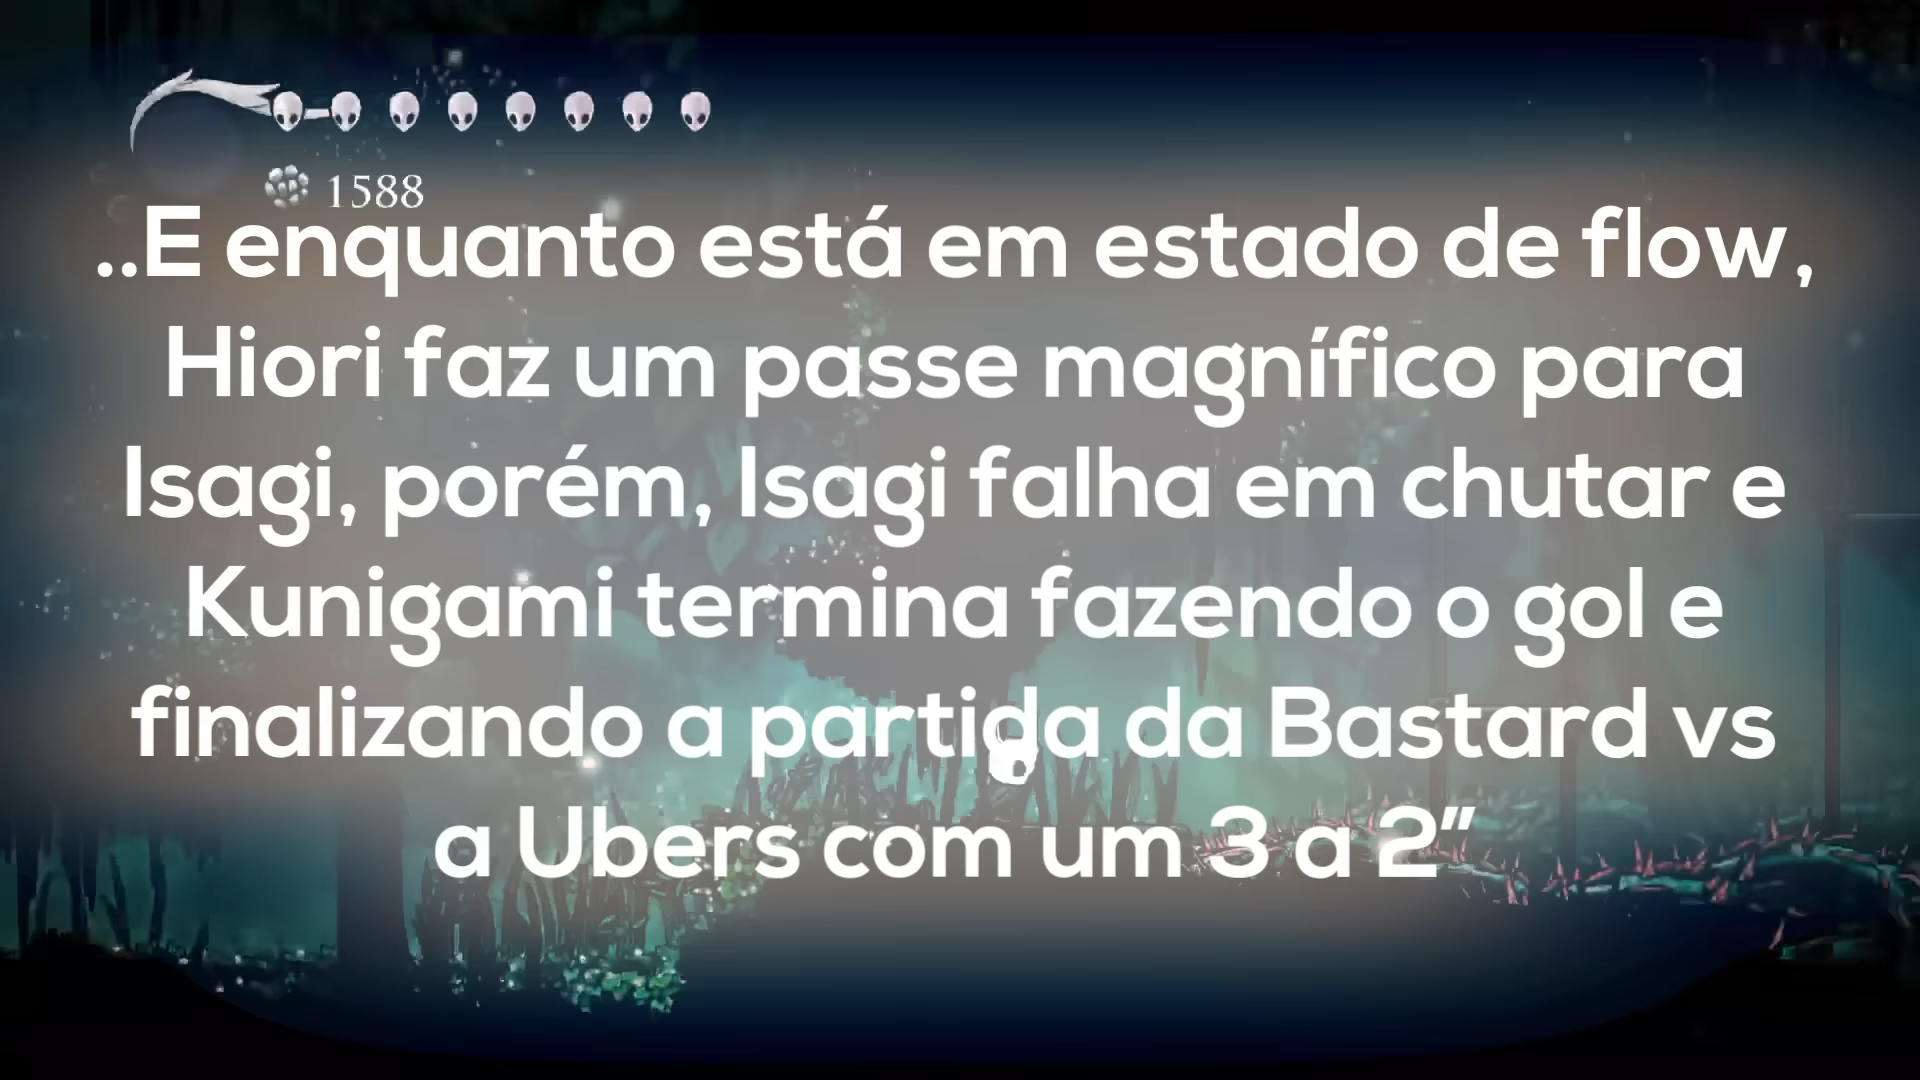 1588
..E enquanto está em estado de flow,
Hiori faz um passe magnífico para
Isagi, porém, Isagi falha em chutar e
Kunigami termina fazendo o gol e
finalizando a partida da Bastard vs
a Ubers com um 3 a 2”